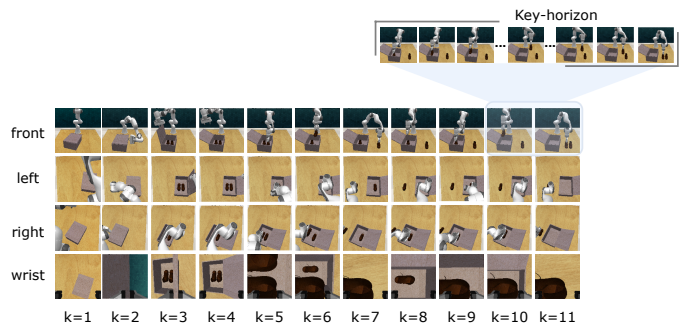 Key-horizon
... ...
front
left
right
wrist
k=1 k=2 k=3 k=4 k=5 k=6 k=7 k=8 k=9 k=10 k=11